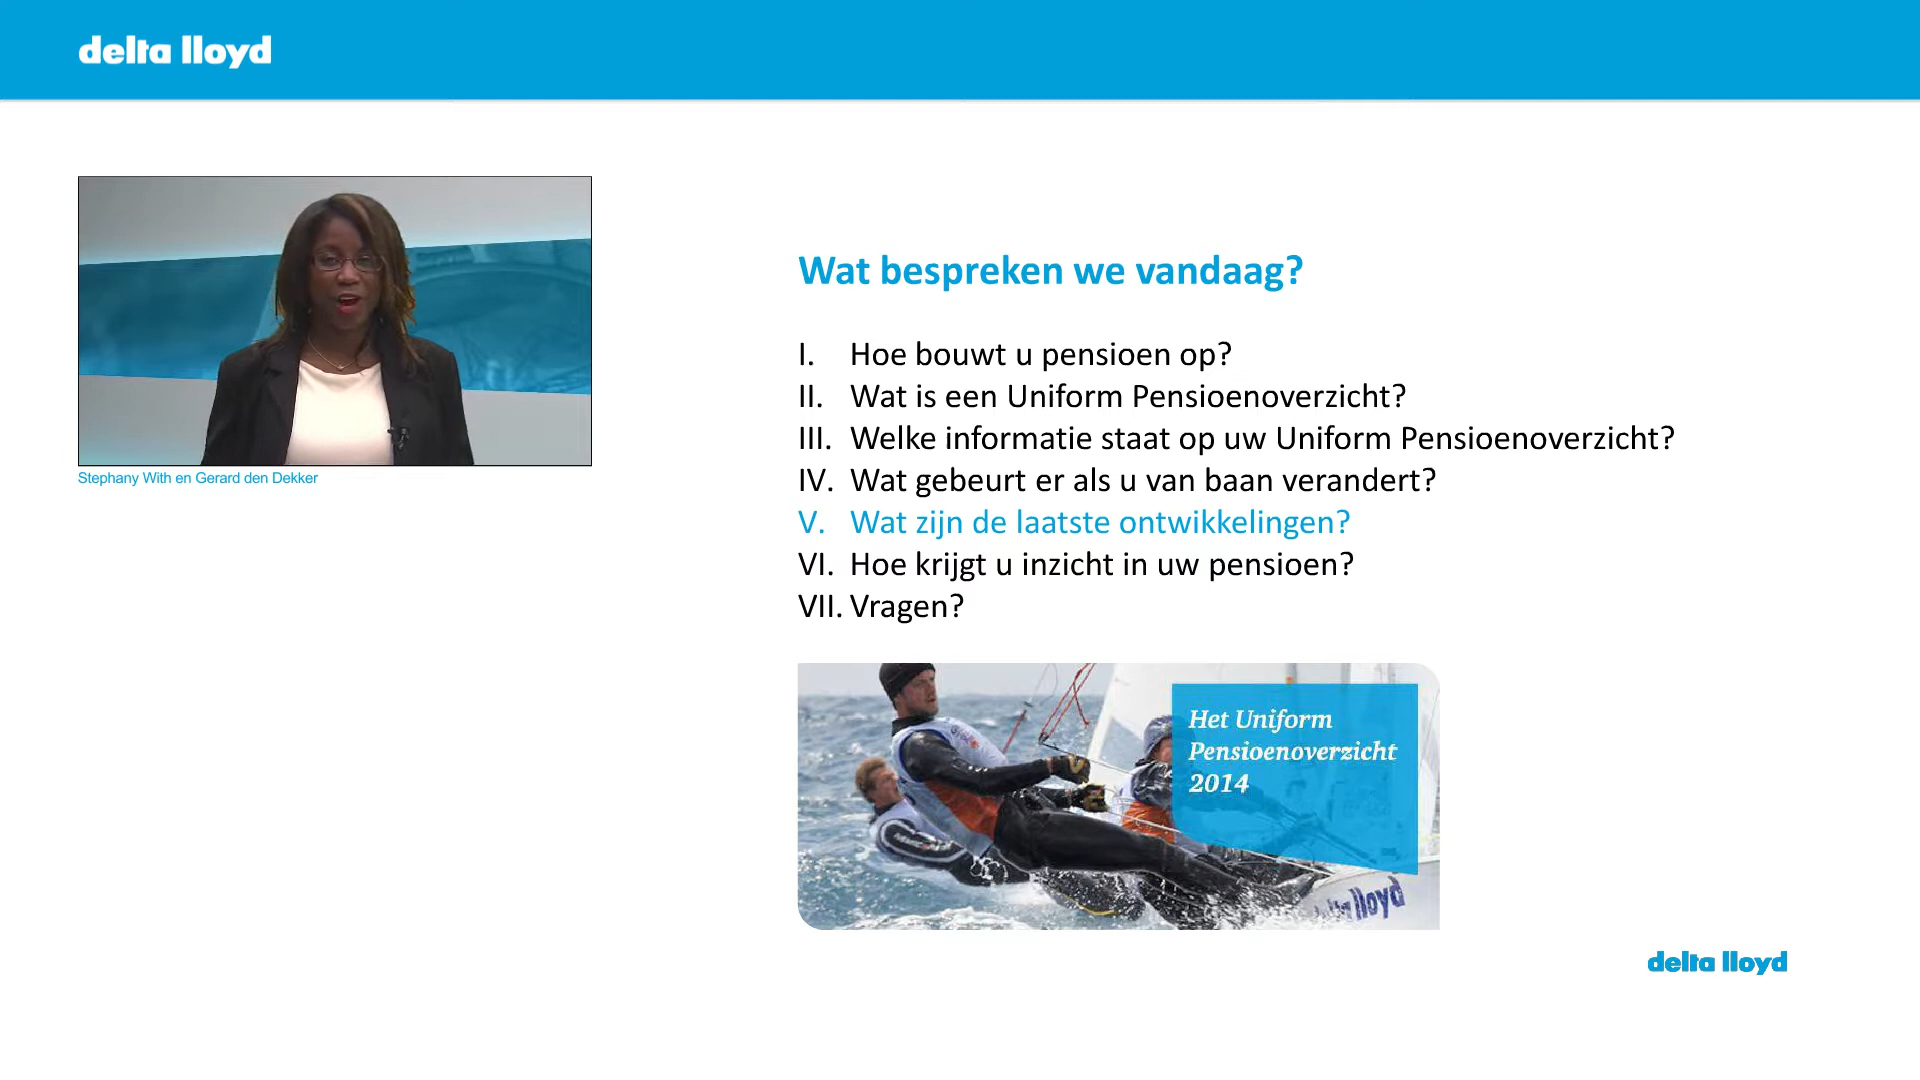 delta lloyd
Stephany With en Gerard den Dekker
Wat bespreken we vandaag?
I. Hoe bouwt u pensioen op?
II. Wat is een Uniform Pensioenoverzicht?
III. Welke informatie staat op uw Uniform Pensioenoverzicht?
IV. Wat gebeurt er als u van baan verandert?
V. Wat zijn de laatste ontwikkelingen?
VI. Hoe krijgt u inzicht in uw pensioen?
VII. Vragen?
Het Uniform
Pensioenoverzicht
2014
lloyd
delta lloyd